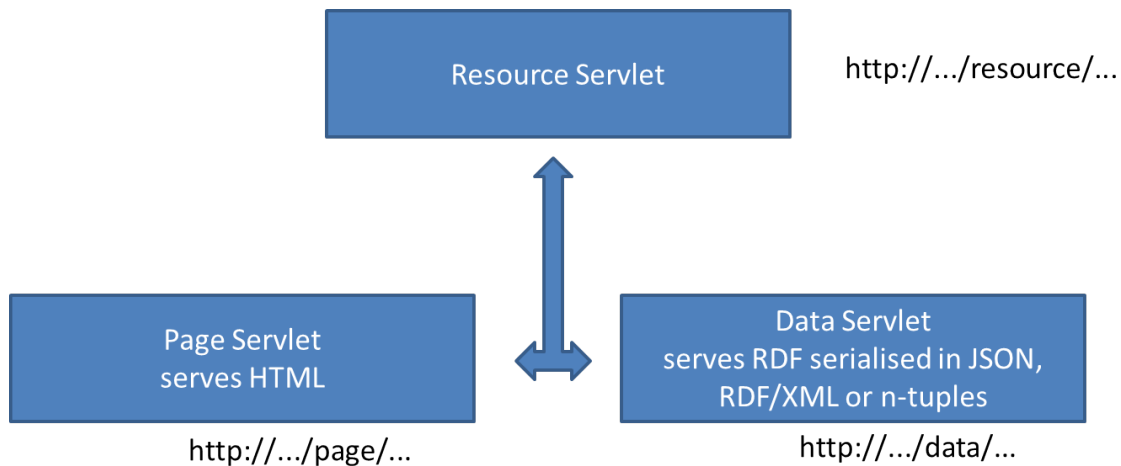 Resource Servlet
http://.../resource/...
Page Servlet
serves HTML
http://.../page/...
Data Servlet
serves RDF serialised in JSON,
RDF/XML or n-tuples
http://.../data/...